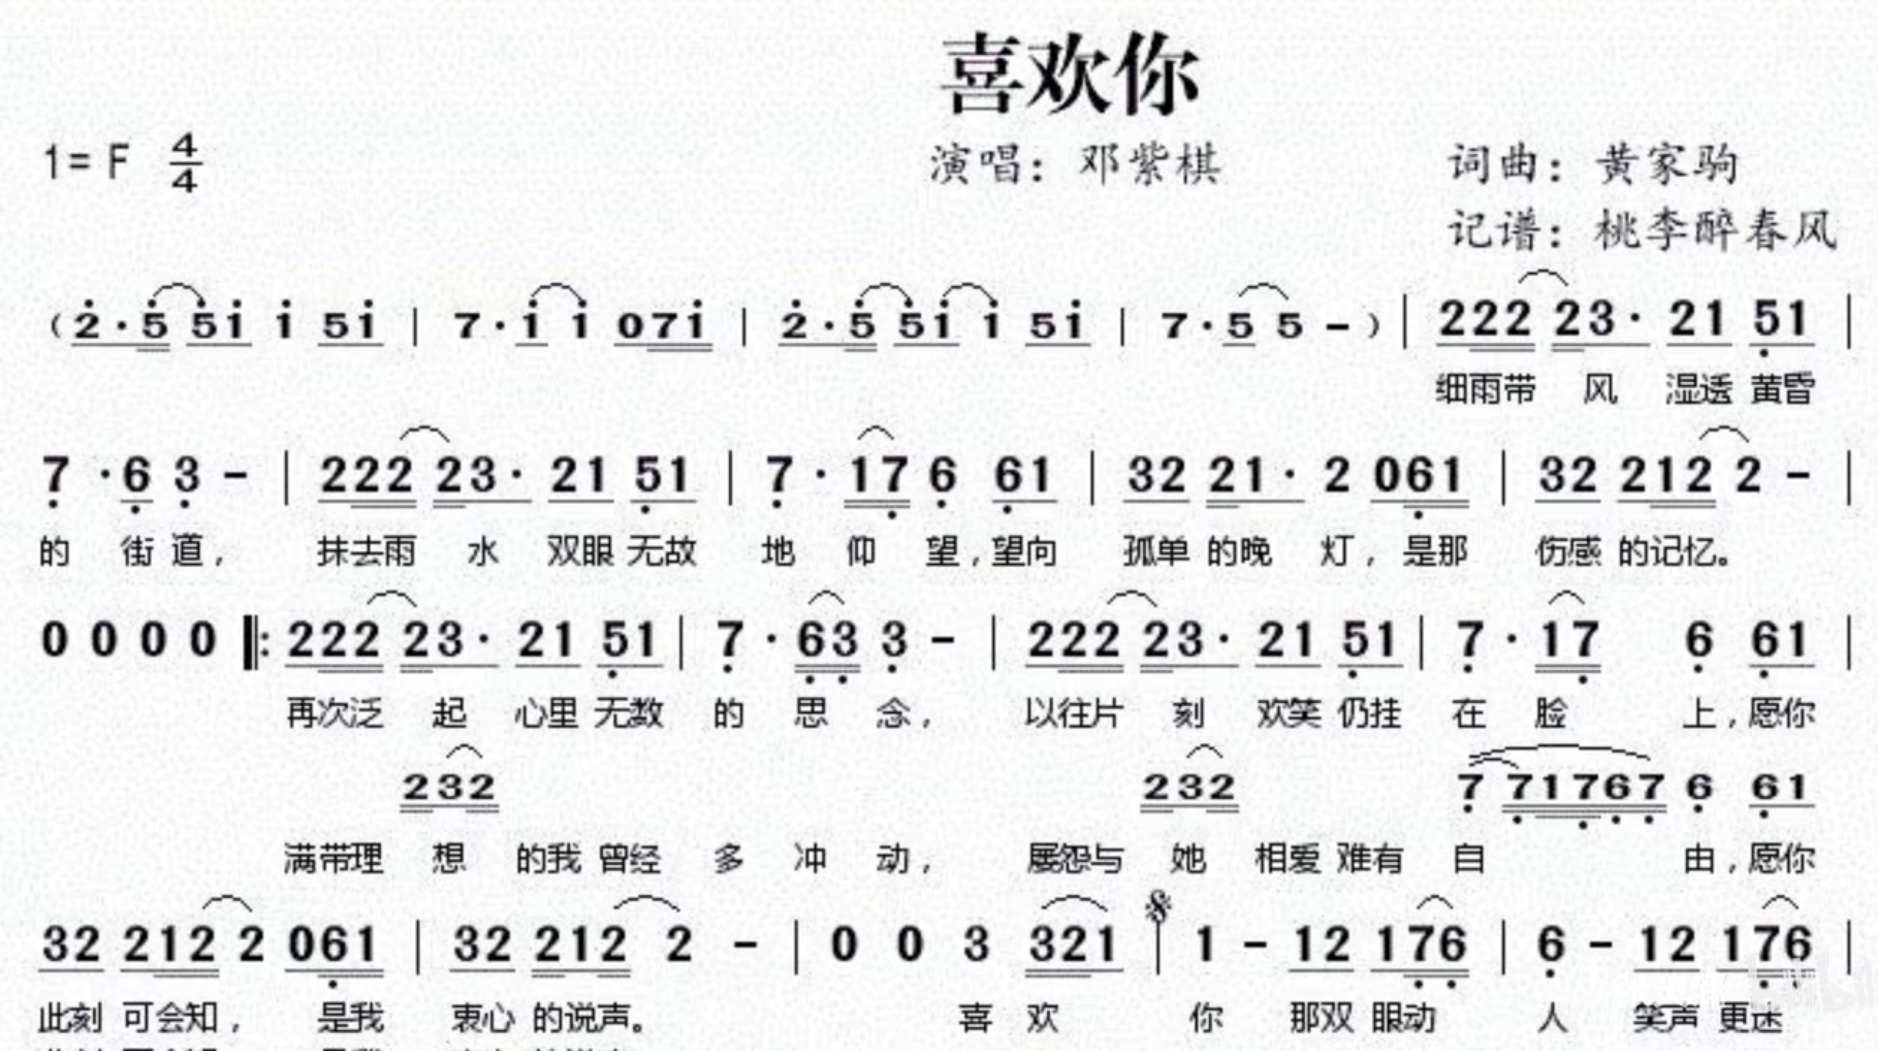 喜欢你
1= F 4/4
演唱：邓紫棋
词曲：黄家驹
记谱：桃李醉春风
（2·5 51 1 51 | 7·1 1 071 | 2·5 51 1 51 | 7·5 5 －）| 222 23· 21 51 |
细雨带 风 湿透 黄昏
7·6 3 － | 222 23· 21 51 | 7·17 6 61 | 32 21· 2 061 | 32 212 2 － |
的 街 道， 抹去雨 水 双眼 无故 地 仰 望，望向 孤单 的晚 灯，是那 伤感 的记忆。
0 0 0 0 ‖: 222 23· 21 51 | 7·63 3 － | 222 23· 21 51 | 7·17 6 61 |
再次泛 起 心里 无数 的 思 念， 以往片 刻 欢笑 仍挂 在 脸 上，愿你
232 232 7 71767 6 61
满带理 想 的我 曾经 多 冲 动， 屡怨与 她 相爱 难有 自 由，愿你
32 212 2 061 | 32 212 2 － | 0 0 3 321 | 1 － 12 176 | 6 － 12 176 |
此刻 可会知， 是我 衷心 的说声。 喜 欢 你 那双 眼动 人 笑声 更迷